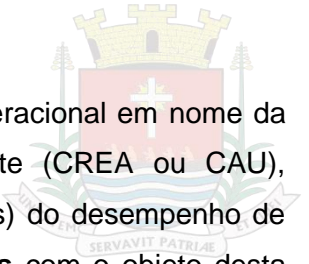 eracional em nome da
te (CREA ou CAU),
s) do desempenho de
SERVAVIT PATRIAE
s com o objeto desta